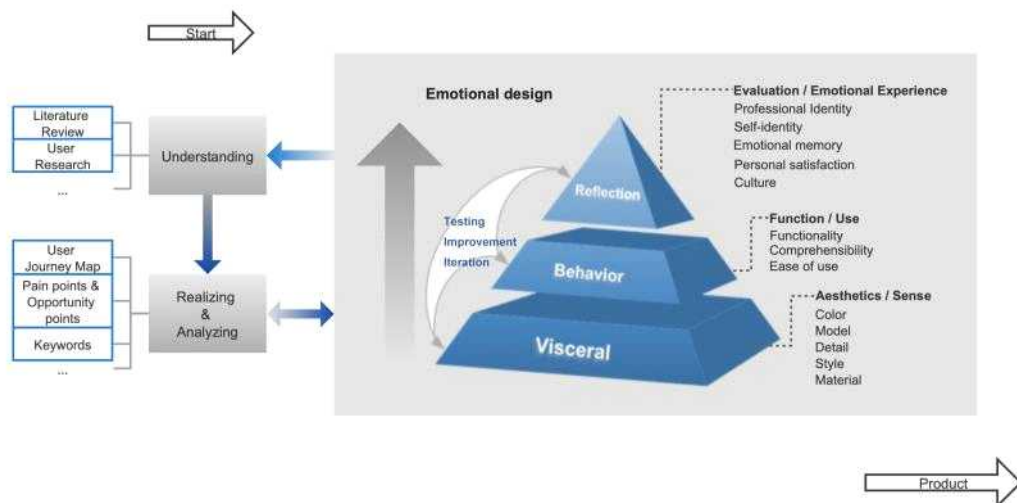 Start
Literature
Review
User
Research
...
Understanding
User
Journey Map
Pain points &
Opportunity
points
Keywords
...
Realizing
&
Analyzing
Emotional design
Testing
Improvement
Iteration
Reflection
Behavior
Visceral
Evaluation / Emotional Experience
Professional Identity
Self-identity
Emotional memory
Personal satisfaction
Culture
Function / Use
Functionality
Comprehensibility
Ease of use
Aesthetics / Sense
Color
Model
Detail
Style
Material
Product